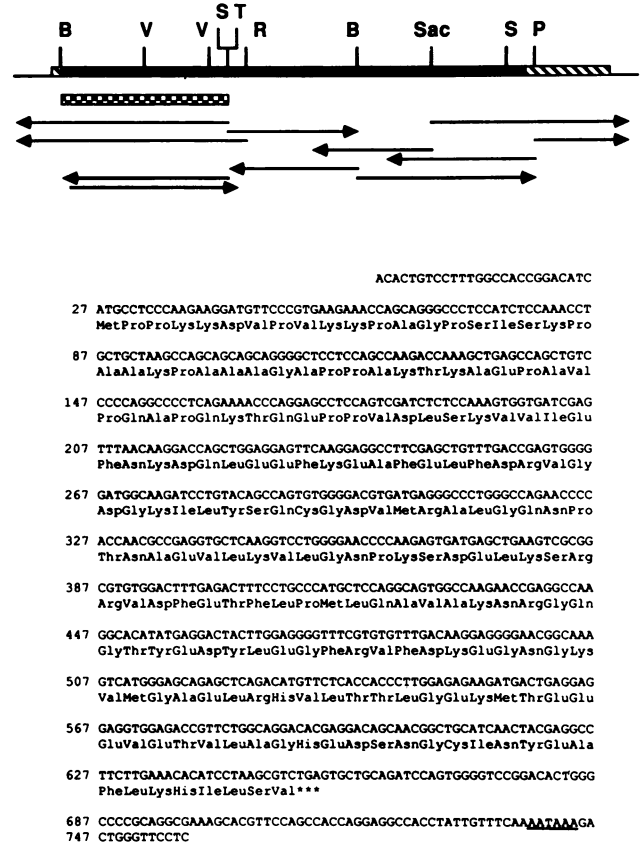 S T
B V V R B Sac S P
ACACTGTCCTTTGGCCACCGGACATC
27 ATGCCTCCCAAGAAGGATGTTCCCGTGAAGAAACCAGCAGGGCCCTCCATCTCCAAACCT
MetProProLysLysAspValProValLysLysProAlaGlyProSerIleSerLysPro
87 GCTGCTAAGCCAGCAGCAGCAGGGGCTCCTCCAGCCAAGACCAAAGCTGAGCCAGCTGTC
AlaAlaLysProAlaAlaAlaGlyAlaProProAlaLysThrLysAlaGluProAlaVal
147 CCCCAGGCCCCTCAGAAAACCCAGGAGCCTCCAGTCGATCTCTCCAAAGTGGTGATCGAG
ProGlnAlaProGlnLysThrGlnGluProProValAspLeuSerLysValValIleGlu
207 TTTAACAAGGACCAGCTGGAGGAGTTCAAGGAGGCCTTCGAGCTGTTTGACCGAGTGGGG
PheAsnLysAspGlnLeuGluGluPheLysGluAlaPheGluLeuPheAspArgValGly
267 GATGGCAAGATCCTGTACAGCCAGTGTGGGGACGTGATGAGGGCCCTGGGCCAGAACCCC
AspGlyLysIleLeuTyrSerGlnCysGlyAspValMetArgAlaLeuGlyGlnAsnPro
327 ACCAACGCCGAGGTGCTCAAGGTCCTGGGGAACCCCAAGAGTGATGAGCTGAAGTCGCGG
ThrAsnAlaGluValLeuLysValLeuGlyAsnProLysSerAspGluLeuLysSerArg
387 CGTGTGGACTTTGAGACTTTCCTGCCCATGCTCCAGGCAGTGGCCAAGAACCGAGGCCAA
ArgValAspPheGluThrPheLeuProMetLeuGlnAlaValAlaLysAsnArgGlyGln
447 GGCACATATGAGGACTACTTGGAGGGGTTTCGTGTGTTTGACAAGGAGGGGAACGGCAAA
GlyThrTyrGluAspTyrLeuGluGlyPheArgValPheAspLysGluGlyAsnGlyLys
507 GTCATGGGAGCAGAGCTCAGACATGTTCTCACCACCCTTGGAGAGAAGATGACTGAGGAG
ValMetGlyAlaGluLeuArgHisValLeuThrThrLeuGlyGluLysMetThrGluGlu
567 GAGGTGGAGACCGTTCTGGCAGGACACGAGGACAGCAACGGCTGCATCAACTACGAGGCC
GluValGluThrValLeuAlaGlyHisGluAspSerAsnGlyCysIleAsnTyrGluAla
627 TTCTTGAAACACATCCTAAGCGTCTGAGTGCTGCAGATCCAGTGGGGTCCGGACACTGGG
PheLeuLysHisIleLeuSerVal***
687 CCCCGCAGGCGAAAGCACGTTCCAGCCACCAGGAGGCCACCTATTGTTTCAAAATAAAGA
747 CTGGGTTCCTC